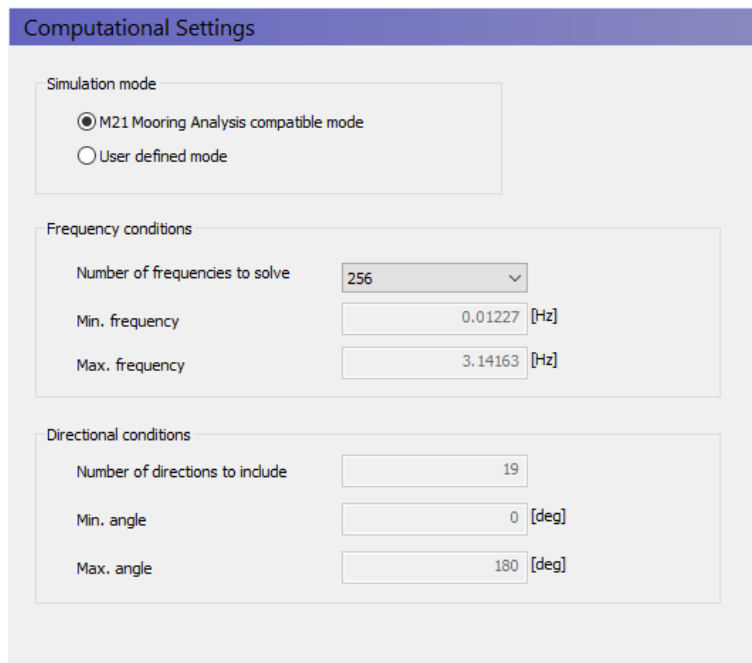 Computational Settings
Simulation mode
M21 Mooring Analysis compatible mode
User defined mode
Frequency conditions
Number of frequencies to solve 256
Min. frequency 0.01227 [Hz]
Max. frequency 3.14163 [Hz]
Directional conditions
Number of directions to include 19
Min. angle 0 [deg]
Max. angle 180 [deg]